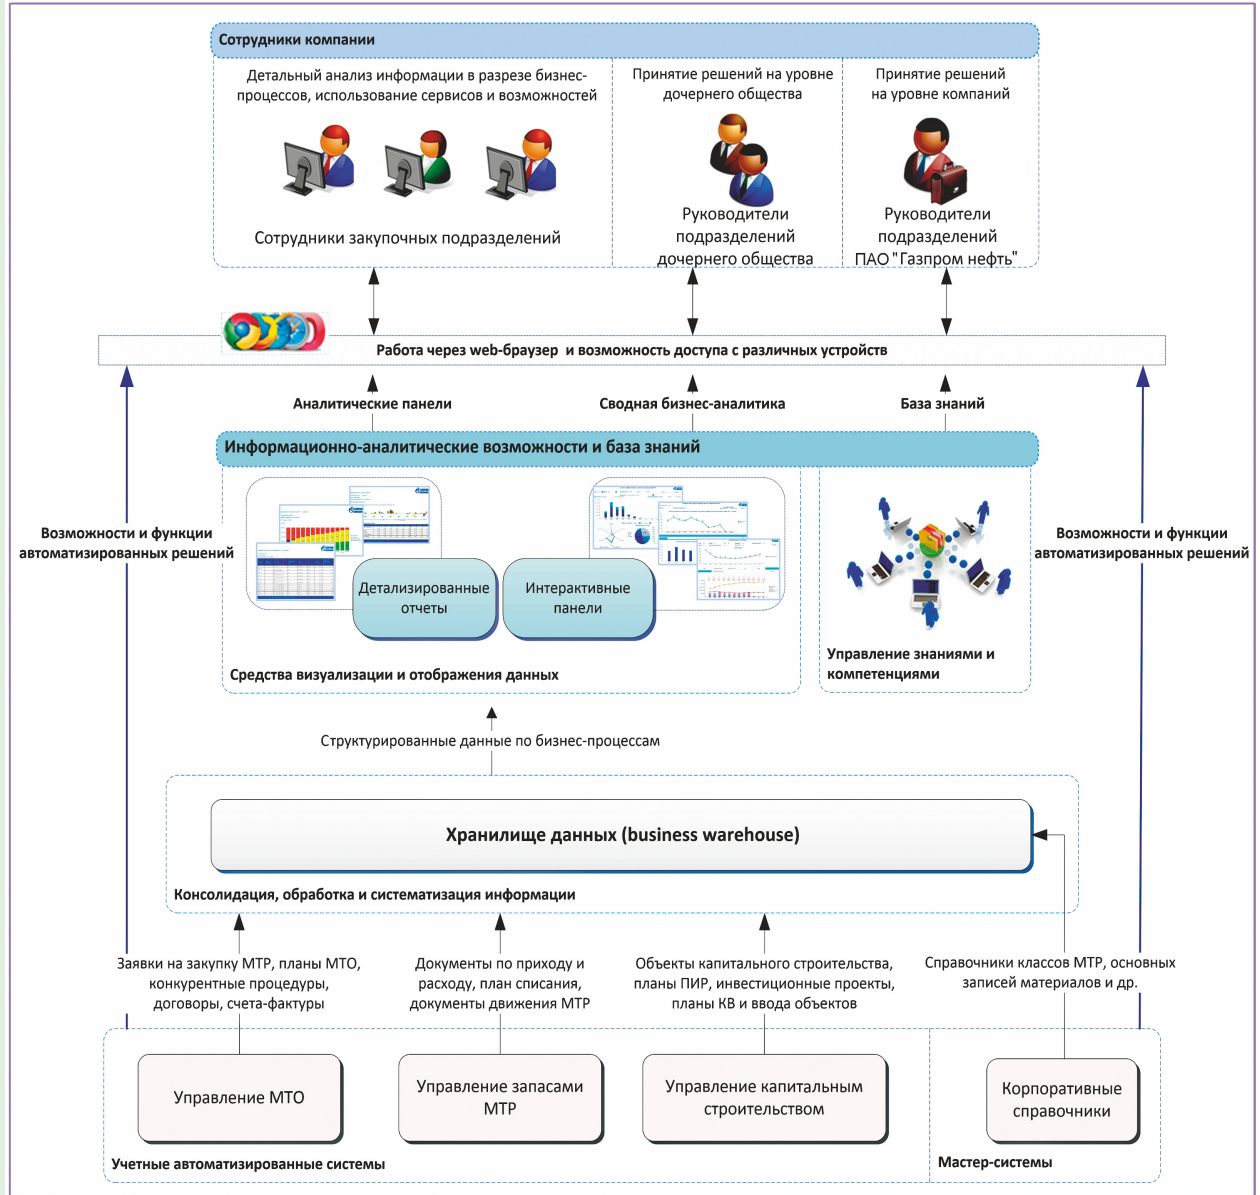 Сотрудники компании
Детальный анализ информации в разрезе бизнес-
процессов, использование сервисов и возможностей
Принятие решений на уровне
дочернего общества
Принятие решений
на уровне компаний
Сотрудники закупочных подразделений
Руководители
подразделений
дочернего общества
Руководители
подразделений
ПАО "Газпром нефть"
Работа через web-браузер и возможность доступа с различных устройств
Аналитические панели
Сводная бизнес-аналитика
База знаний
Информационно-аналитические возможности и база знаний
Возможности и функции
автоматизированных решений
Возможности и функции
автоматизированных решений
Детализированные
отчеты
Интерактивные
панели
Средства визуализации и отображения данных
Управление знаниями и
компетенциями
Структурированные данные по бизнес-процессам
Хранилище данных (business warehouse)
Консолидация, обработка и систематизация информации
Заявки на закупку МТР, планы МТО,
конкурентные процедуры,
договоры, счета-фактуры
Документы по приходу и
расходу, план списания,
документы движения МТР
Объекты капитального строительства,
планы ПИР, инвестиционные проекты,
планы КВ и ввода объектов
Справочники классов МТР, основных
записей материалов и др.
Управление МТО
Управление запасами
МТР
Управление капитальным
строительством
Корпоративные
справочники
Учетные автоматизированные системы
Мастер-системы